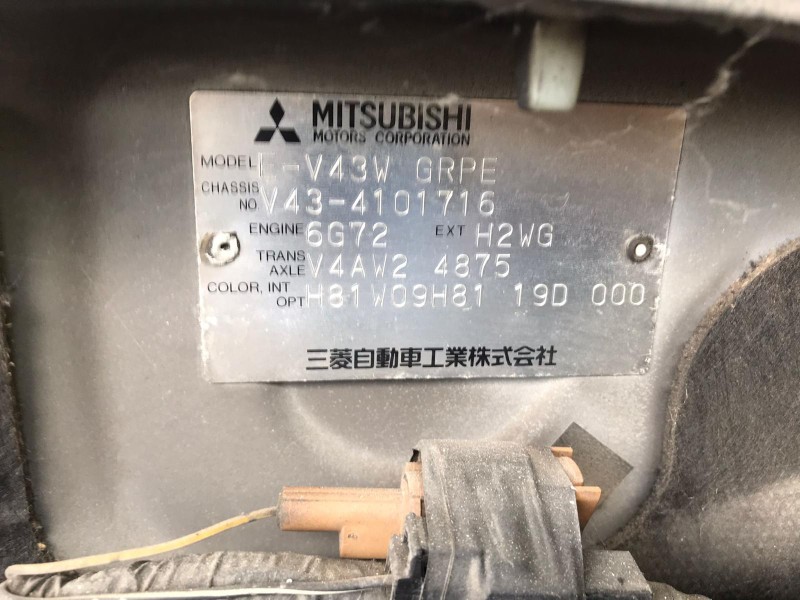 MITSUBISHI
MOTORS CORPORATION
MODEL E-V43W GRPE
CHASSIS NO V43-4101716
ENGINE 6G72 EXT H2WG
TRANS AXLE V4AW2 4875
COLOR, INT OPT H81W09H81 19D 000
三菱自動車工業株式会社